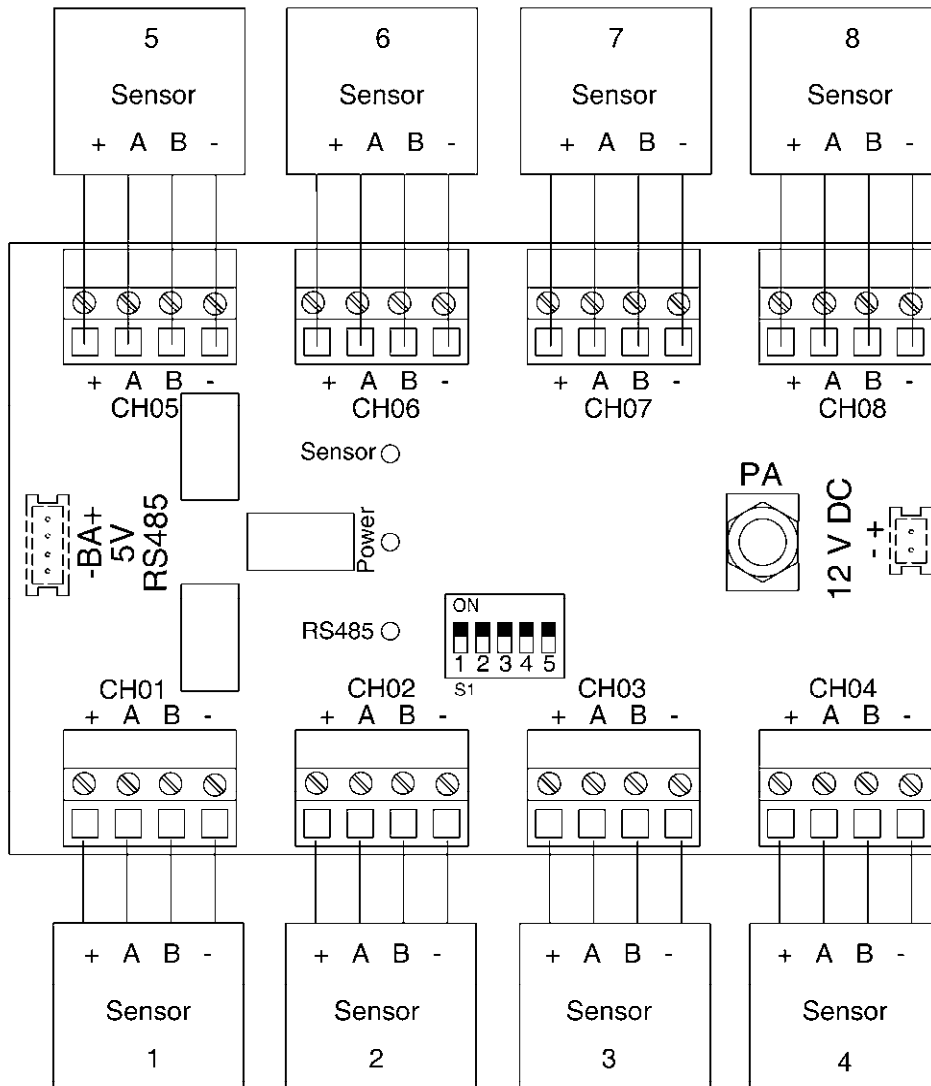 5 6 7 8
Sensor Sensor Sensor Sensor
+ A B - + A B - + A B - + A B -
+ A B - + A B - + A B - + A B -
CH05 CH06 CH07 CH08
Sensor
-BA+
5V
RS485
Power
PA
12 V DC
- +
RS485
ON
1 2 3 4 5
S1
CH01 CH02 CH03 CH04
+ A B - + A B - + A B - + A B -
+ A B - + A B - + A B - + A B -
Sensor Sensor Sensor Sensor
1 2 3 4